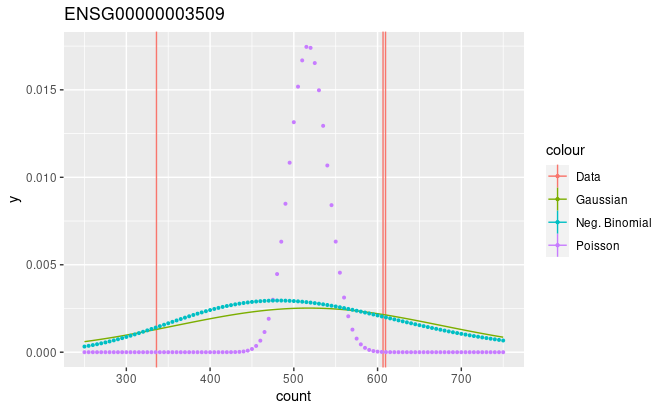 ENSG00000003509
0.015
0.010
0.005
0.000
y
300 400 500 600 700
count
colour
Data
Gaussian
Neg. Binomial
Poisson